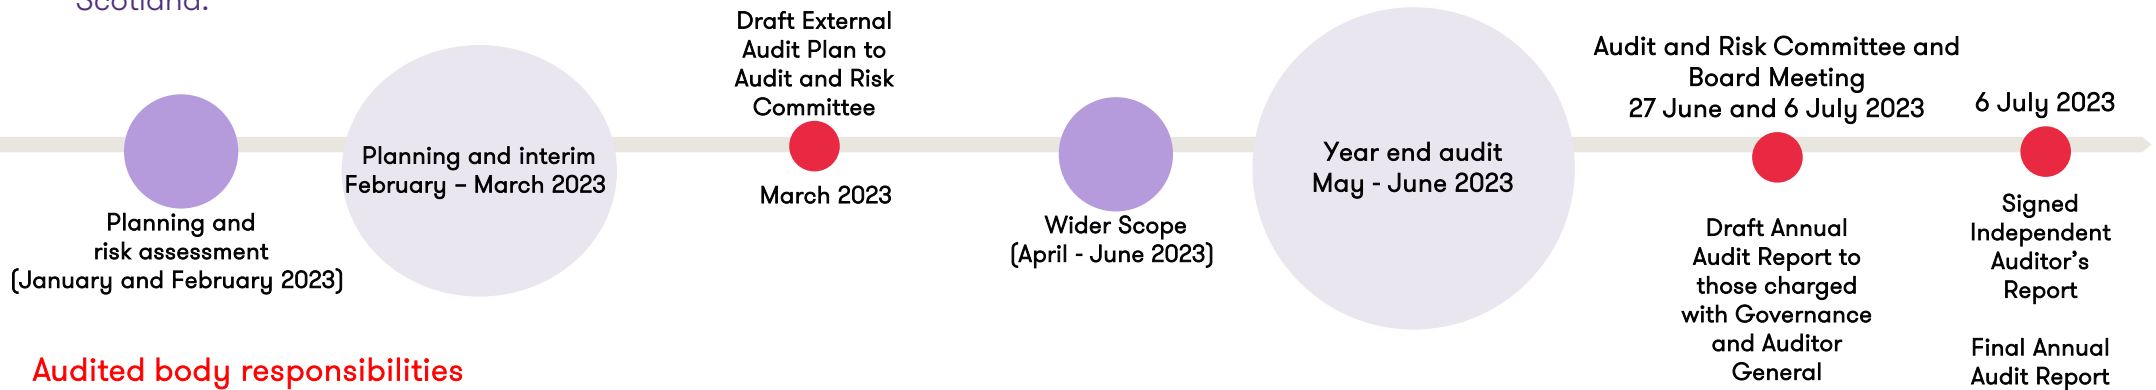 Scotland.
Planning and
risk assessment
(January and February 2023)
Planning and interim
February – March 2023
Draft External
Audit Plan to
Audit and Risk
Committee
March 2023
Wider Scope
(April - June 2023)
Year end audit
May - June 2023
Audit and Risk Committee and
Board Meeting
27 June and 6 July 2023
Draft Annual
Audit Report to
those charged
with Governance
and Auditor
General
6 July 2023
Signed
Independent
Auditor’s
Report
Final Annual
Audit Report
Audited body responsibilities